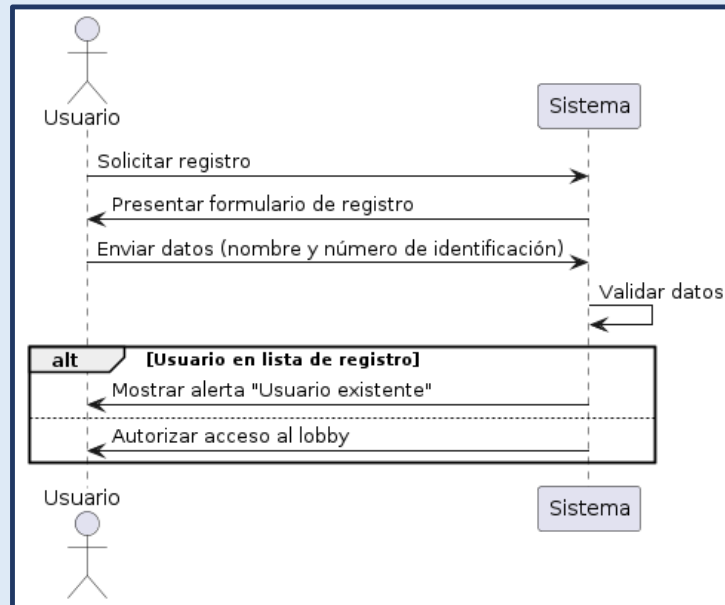 Usuario
Sistema
Solicitar registro
Presentar formulario de registro
Enviar datos (nombre y número de identificación)
Validar datos
alt [Usuario en lista de registro]
Mostrar alerta "Usuario existente"
Autorizar acceso al lobby
Usuario
Sistema